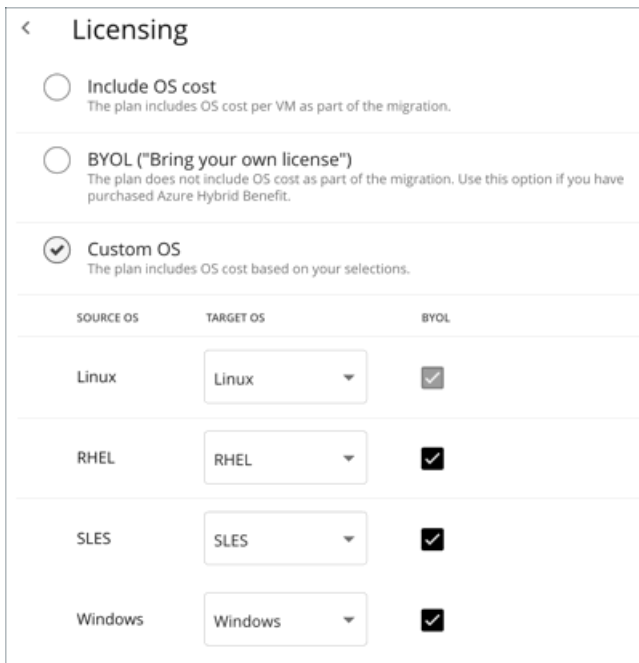 Licensing
Include OS cost
The plan includes OS cost per VM as part of the migration.
BYOL ("Bring your own license")
The plan does not include OS cost as part of the migration. Use this option if you have
purchased Azure Hybrid Benefit.
Custom OS
The plan includes OS cost based on your selections.
SOURCE OS TARGET OS BYOL
Linux Linux
RHEL RHEL
SLES SLES
Windows Windows